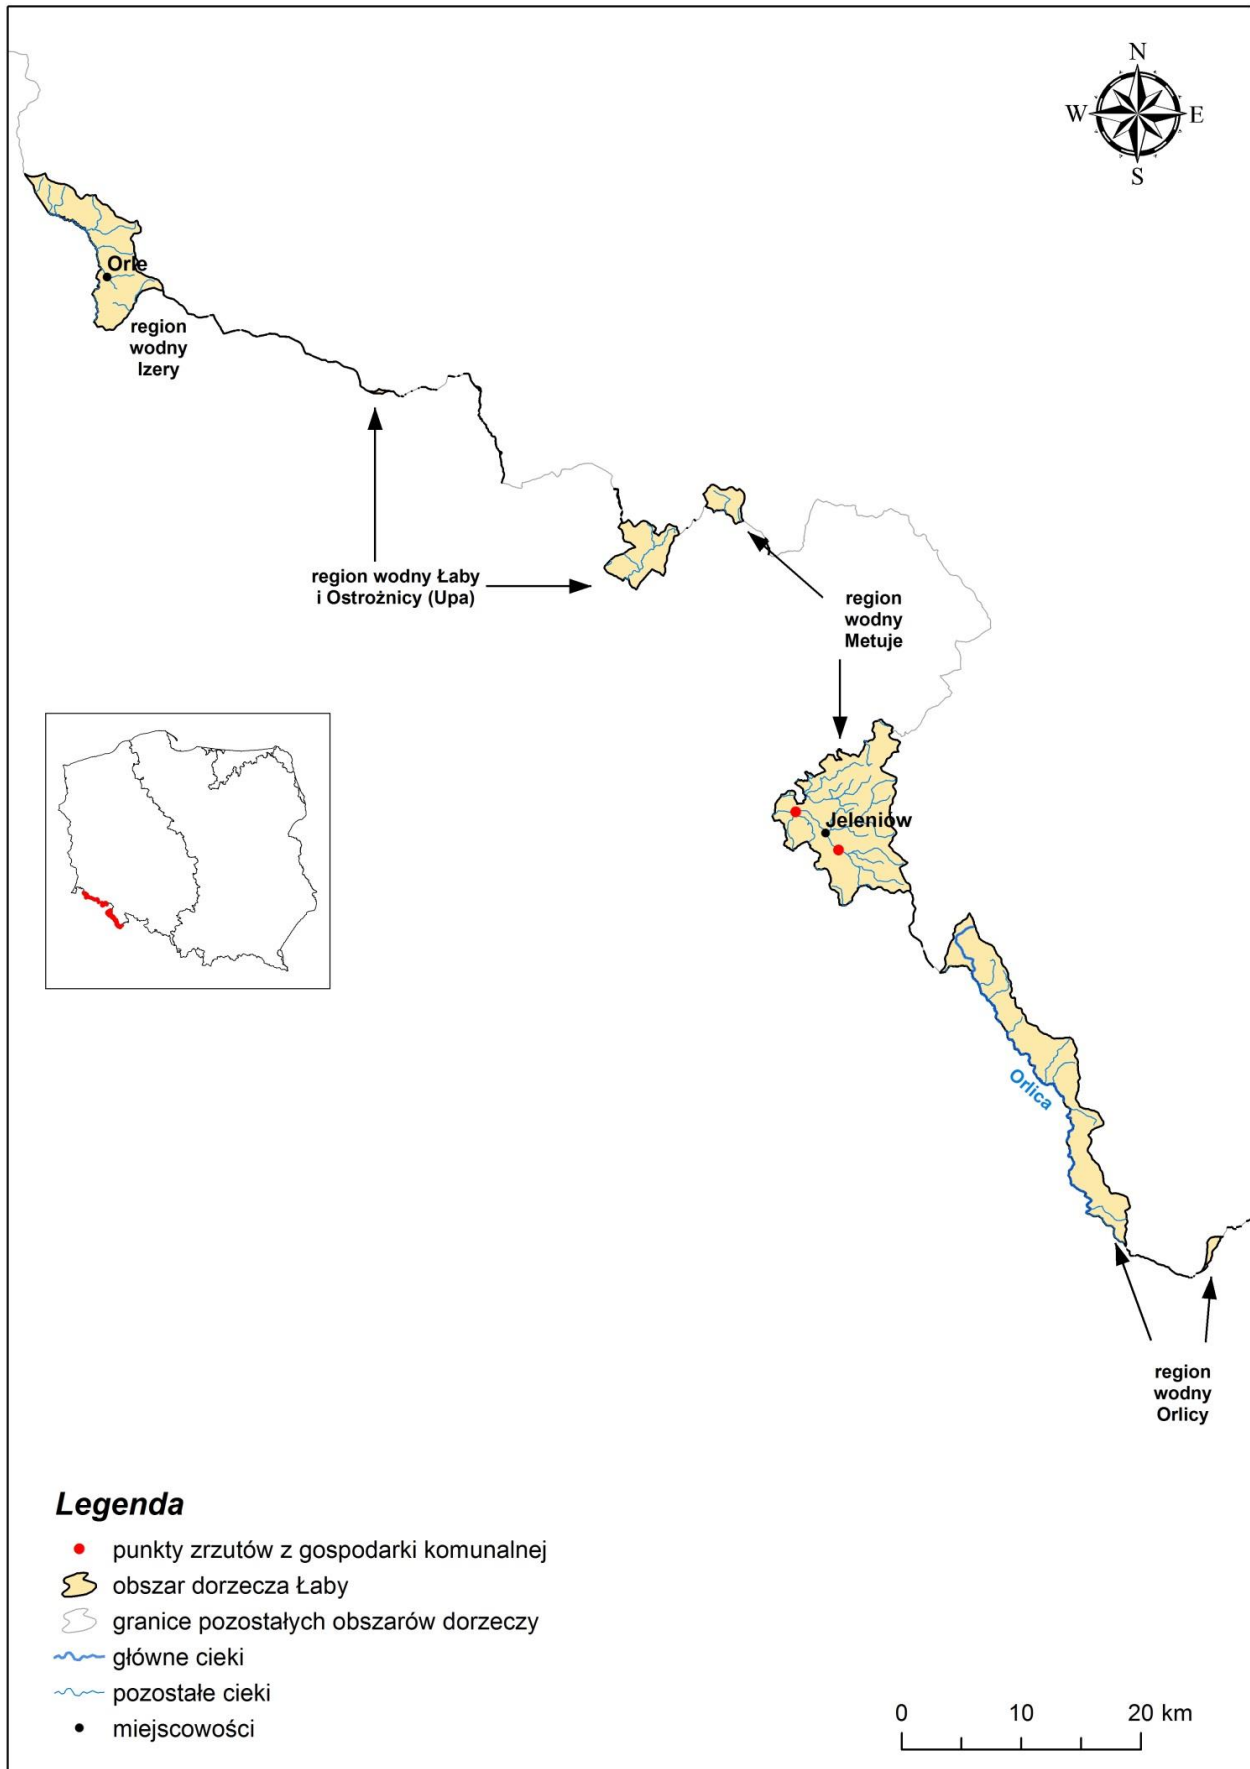 N
W
E
S
Orle
region
wodny
Izery
region wodny Łaby
i Ostrożnicy (Upa)
region
wodny
Metuje
Jeleniów
Orlica
region
wodny
Orlicy
Legenda
punkty zrzutów z gospodarki komunalnej
obszar dorzecza Łaby
granice pozostałych obszarów dorzeczy
główne cieki
pozostałe cieki
miejscowości
0 10 20 km